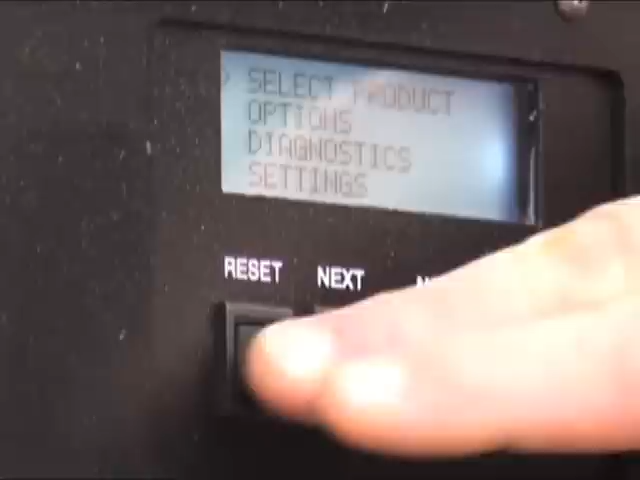 > SELECT PRODUCT
OPTIONS
DIAGNOSTICS
SETTINGS
RESET NEXT